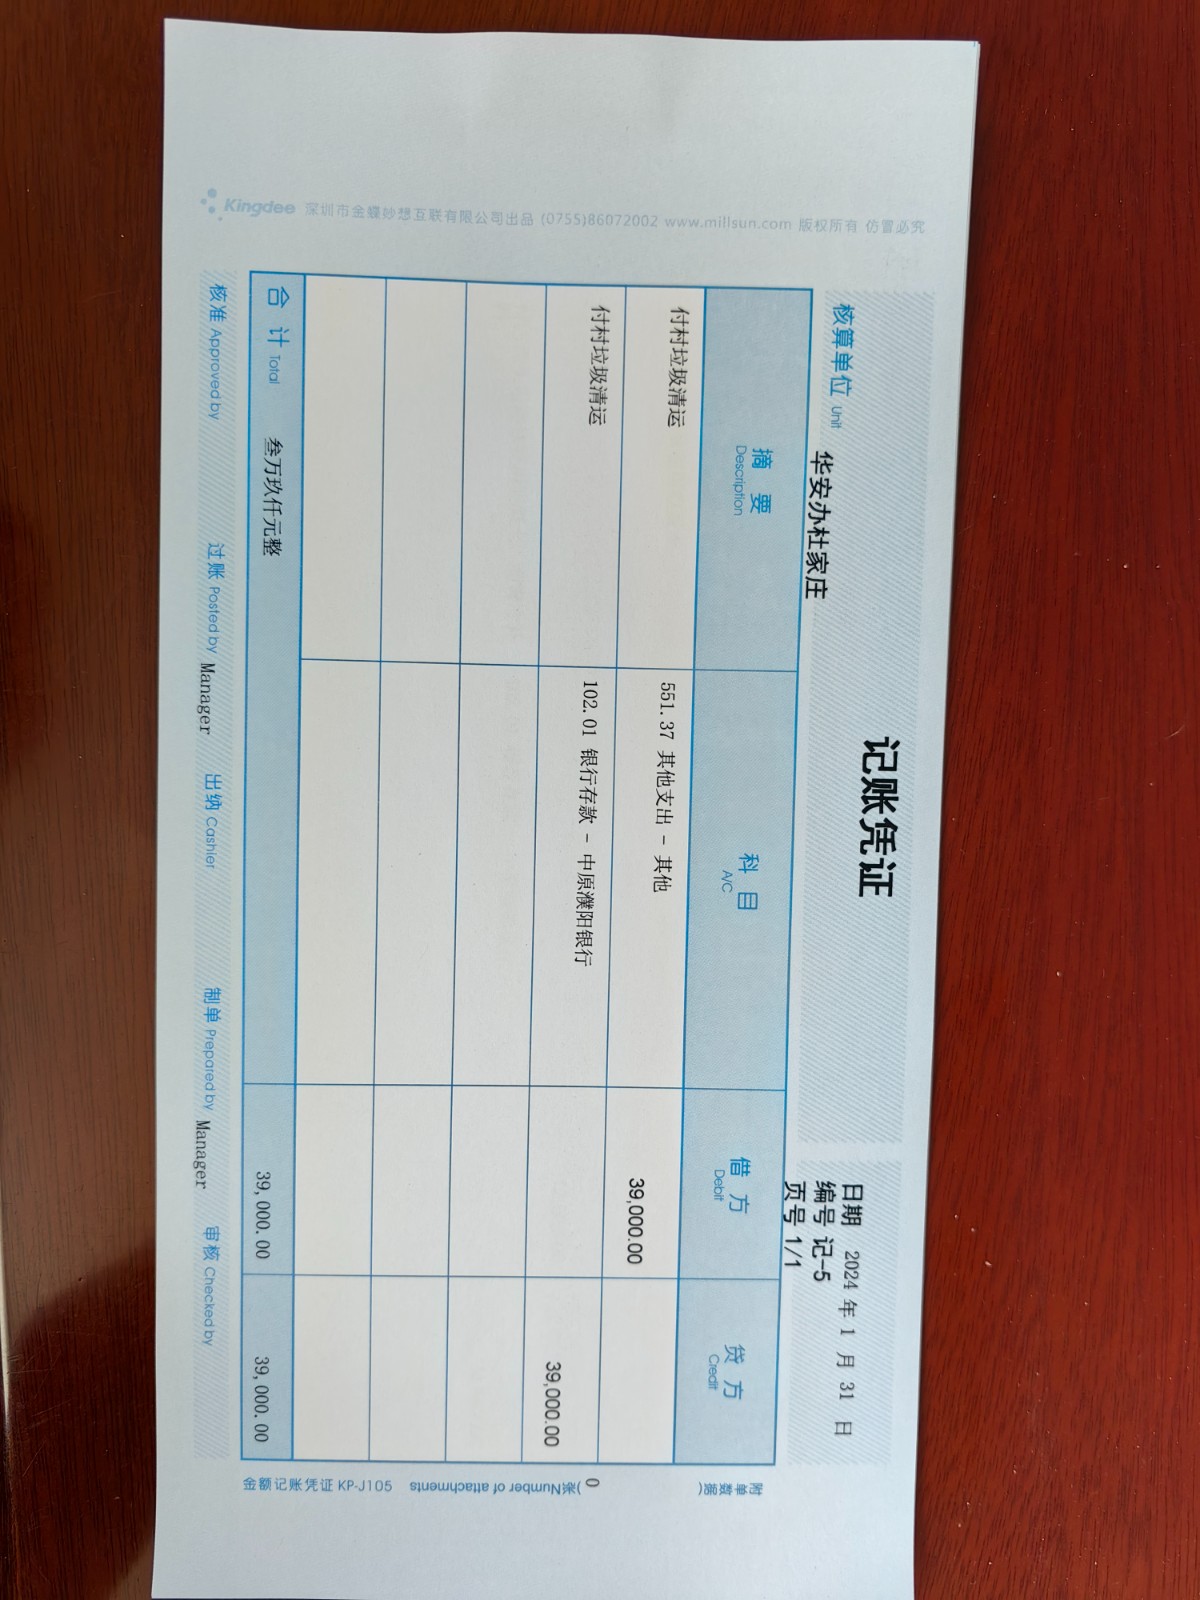 记账凭证
核算单位 Unit 华安办杜家庄
日期 2024 年 1 月 31 日
编号 记-5
页号 1/1
摘 要 Description 科 目 A/C 借 方 Debit 贷 方 Credit
付村垃圾清运 551.37 其他支出 - 其他 39,000.00
付村垃圾清运 102.01 银行存款 - 中原濮阳银行 39,000.00
合 计 Total 叁万玖仟元整 39,000.00 39,000.00
核准 Approved by 过账 Posted by Manager 出纳 Cashier 制单 Prepared by Manager 审核 Checked by
附单数据( 0 )张 Number of attachments
金额记账凭证 KP-J105
Kingdee 深圳市金蝶妙想互联有限公司出品 (0755)86072002 www.millsun.com 版权所有 仿冒必究